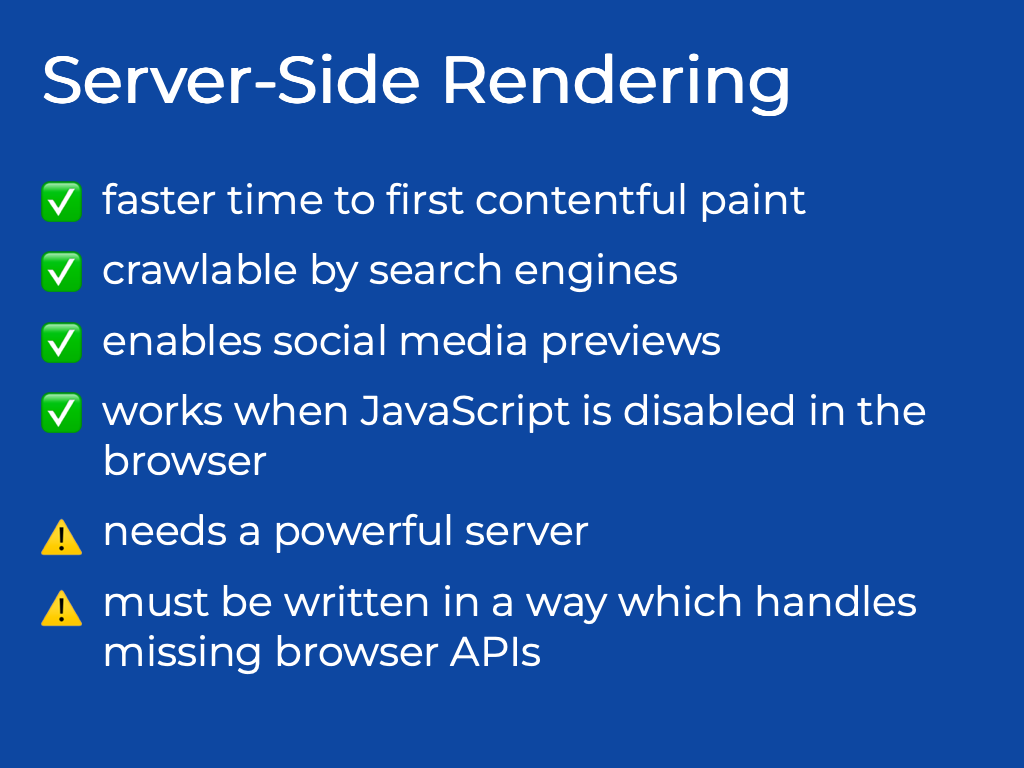 Server-Side Rendering
✅ faster time to first contentful paint
✅ crawlable by search engines
✅ enables social media previews
✅ works when JavaScript is disabled in the
browser
⚠️ needs a powerful server
⚠️ must be written in a way which handles
missing browser APIs